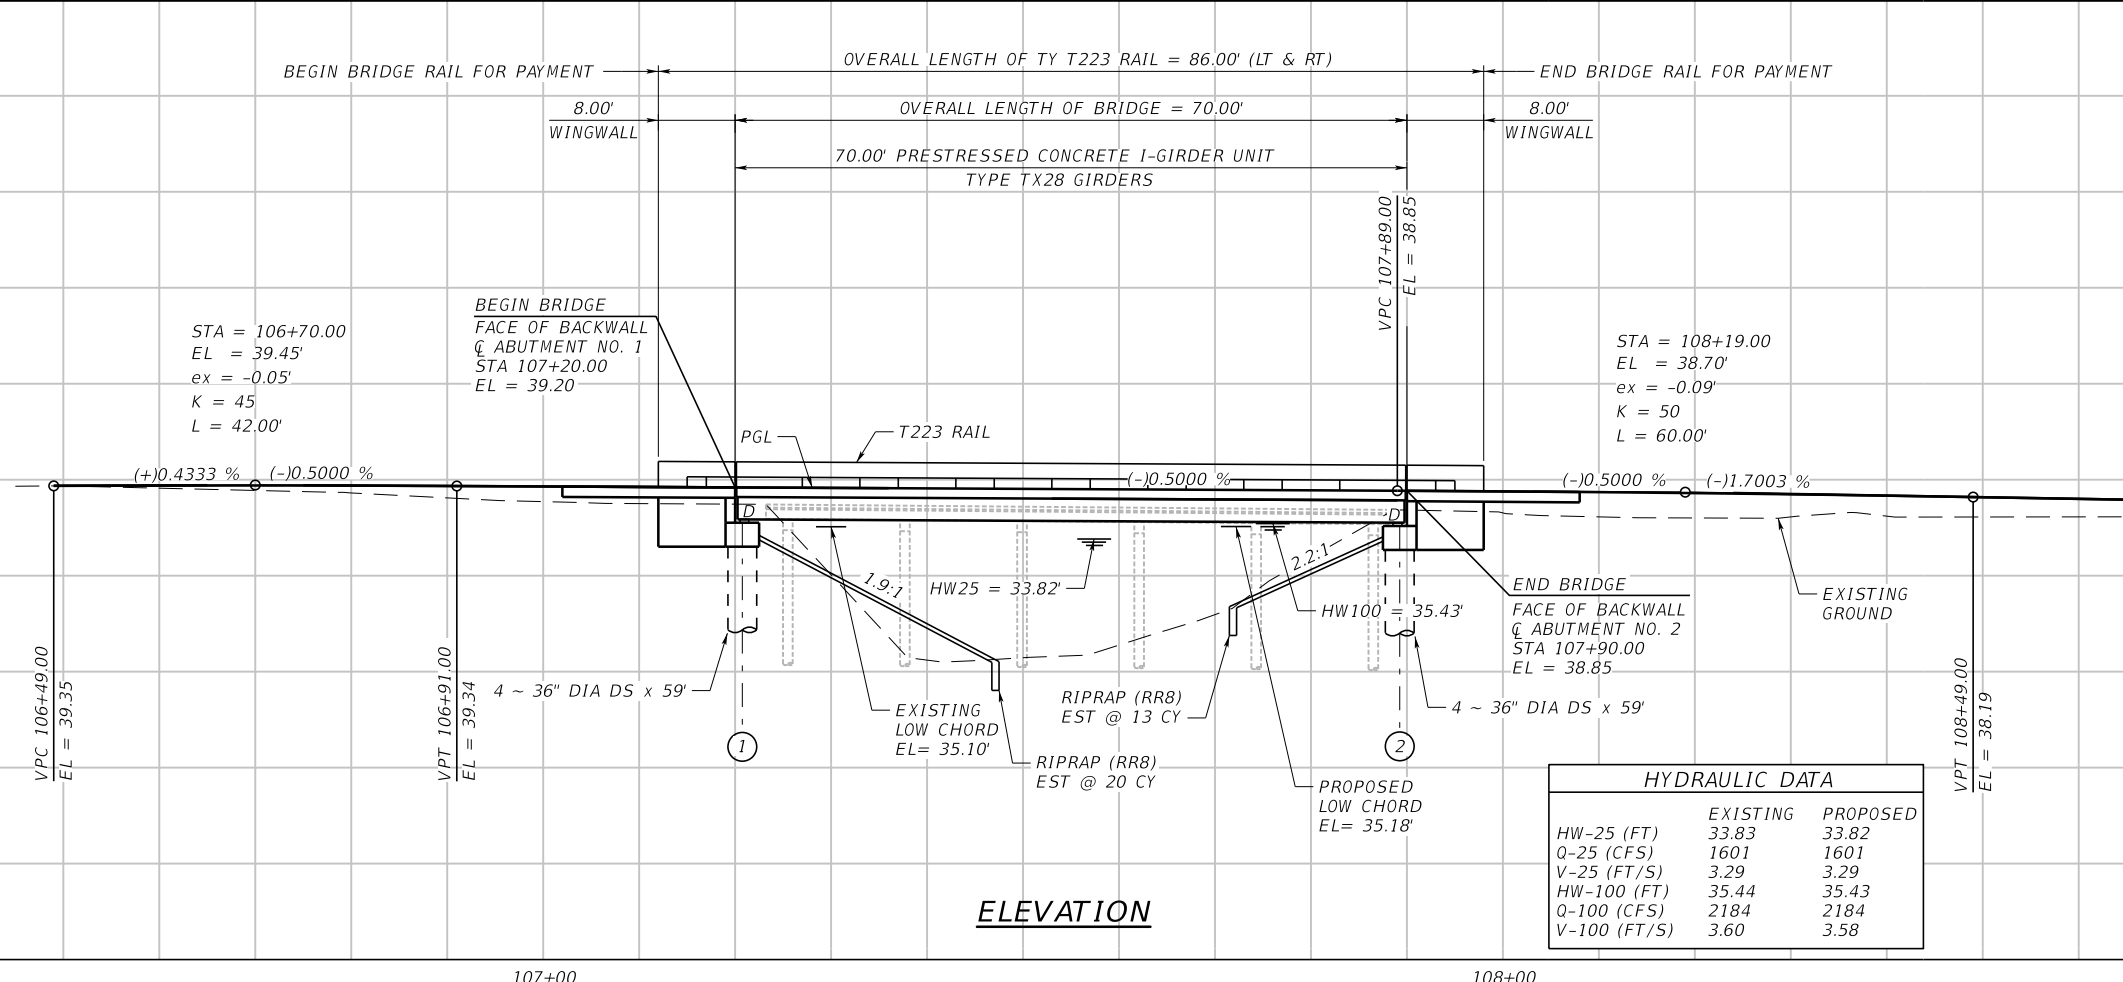 OVERALL LENGTH OF TY T223 RAIL = 86.00' (LT & RT)
BEGIN BRIDGE RAIL FOR PAYMENT
END BRIDGE RAIL FOR PAYMENT
8.00'
WINGWALL
OVERALL LENGTH OF BRIDGE = 70.00'
8.00'
WINGWALL
70.00' PRESTRESSED CONCRETE I-GIRDER UNIT
TYPE TX28 GIRDERS
VPC 107+89.00
EL = 38.85
BEGIN BRIDGE
FACE OF BACKWALL
℄ ABUTMENT NO. 1
STA 107+20.00
EL = 39.20
STA = 106+70.00
EL = 39.45'
ex = -0.05'
K = 45
L = 42.00'
STA = 108+19.00
EL = 38.70'
ex = -0.09'
K = 50
L = 60.00'
PGL
T223 RAIL
(+)0.4333 %
(-)0.5000 %
(-)0.5000 %
(-)0.5000 %
(-)1.7003 %
D
D
1.9:1
2.2:1
HW25 = 33.82'
HW100 = 35.43'
END BRIDGE
FACE OF BACKWALL
℄ ABUTMENT NO. 2
STA 107+90.00
EL = 38.85
EXISTING
GROUND
VPC 106+49.00
EL = 39.35
VPT 106+91.00
EL = 39.34
4 ~ 36" DIA DS x 59'
EXISTING
LOW CHORD
EL= 35.10'
RIPRAP (RR8)
EST @ 20 CY
RIPRAP (RR8)
EST @ 13 CY
4 ~ 36" DIA DS x 59'
1
2
PROPOSED
LOW CHORD
EL= 35.18'
VPT 108+49.00
EL = 38.19
HYDRAULIC DATA
EXISTING PROPOSED
HW-25 (FT) 33.83 33.82
Q-25 (CFS) 1601 1601
V-25 (FT/S) 3.29 3.29
HW-100 (FT) 35.44 35.43
Q-100 (CFS) 2184 2184
V-100 (FT/S) 3.60 3.58
ELEVATION
107+00
108+00